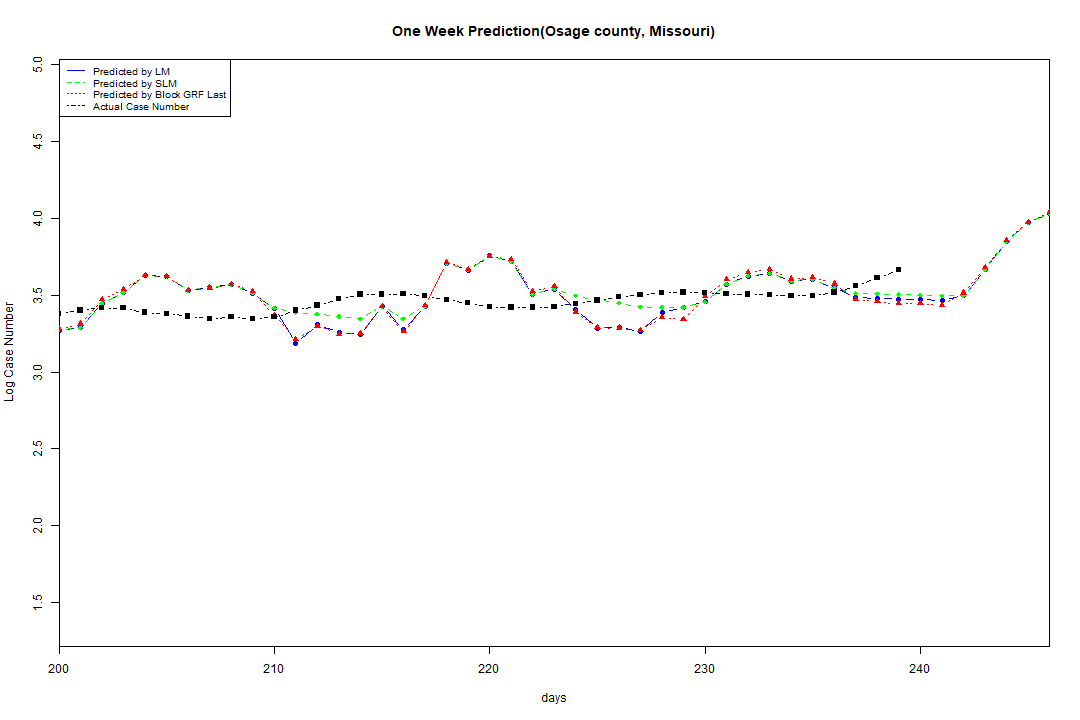 One Week Prediction(Osage county, Missouri)
Predicted by LM
Predicted by SLM
Predicted by Block GRF Last
Actual Case Number
5.0
4.5
4.0
3.5
3.0
2.5
2.0
1.5
Log Case Number
200 210 220 230 240
days